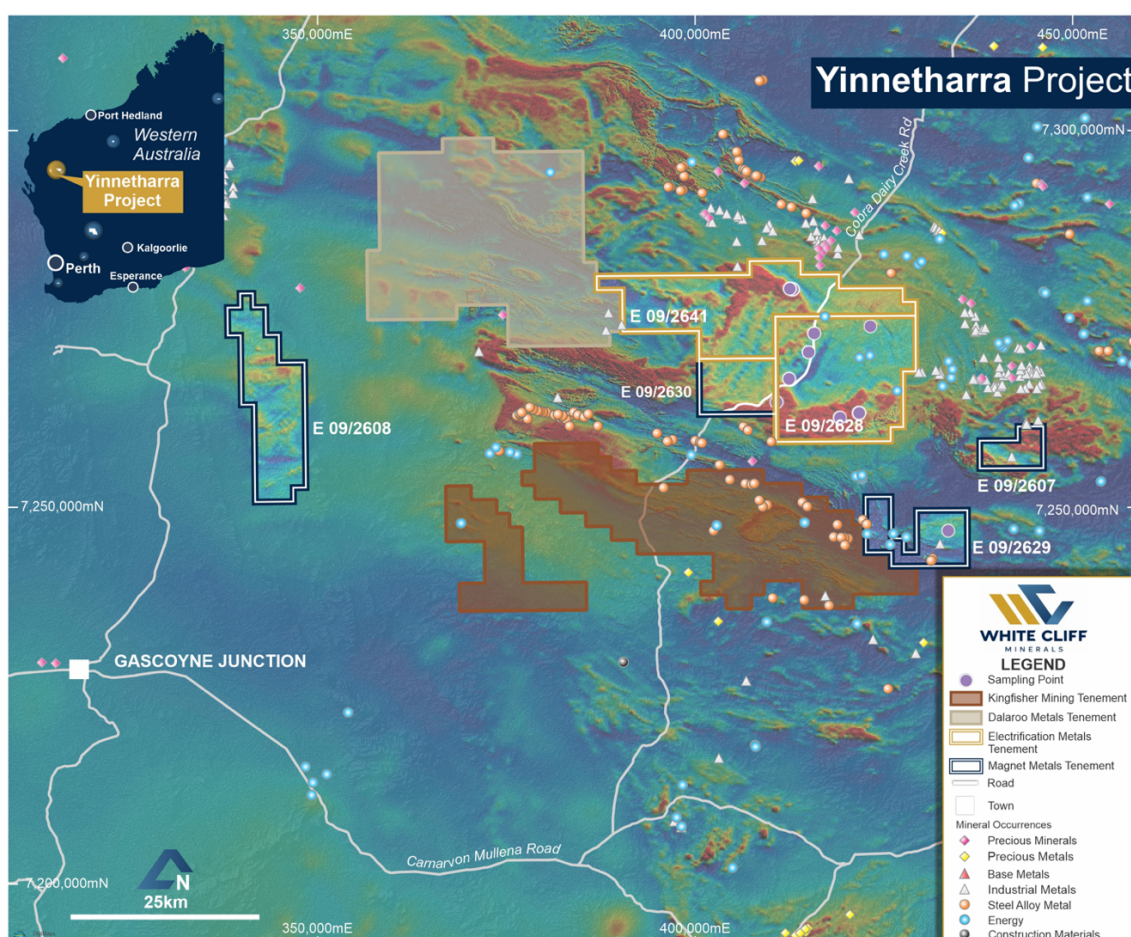 350,000mE
400,000mE
450,000mE
Yinnetharra Project
7,300,000mN
Port Hedland
Western
Australia
Yinnetharra
Project
Kalgoorlie
Perth
Esperance
Cobra Dairy Creek Rd
E 09/2641
E 09/2630
E 09/2628
E 09/2608
E 09/2607
7,250,000mN
7,250,000mN
E 09/2629
GASCOYNE JUNCTION
Carnarvon Mullena Road
7,200,000mN
N
25km
350,000mE
400,000mE
WHITE CLIFF
MINERALS
LEGEND
Sampling Point
Kingfisher Mining Tenement
Dalaroo Metals Tenement
Electrification Metals
Tenement
Magnet Metals Tenement
Road
Town
Mineral Occurrences
Precious Minerals
Precious Metals
Base Metals
Industrial Metals
Steel Alloy Metal
Energy
Construction Materials